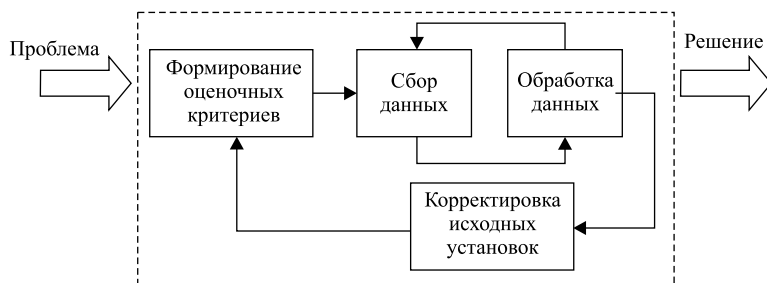 Проблема
Формирование
оценочных
критериев
Сбор
данных
Обработка
данных
Решение
Корректировка
исходных
установок